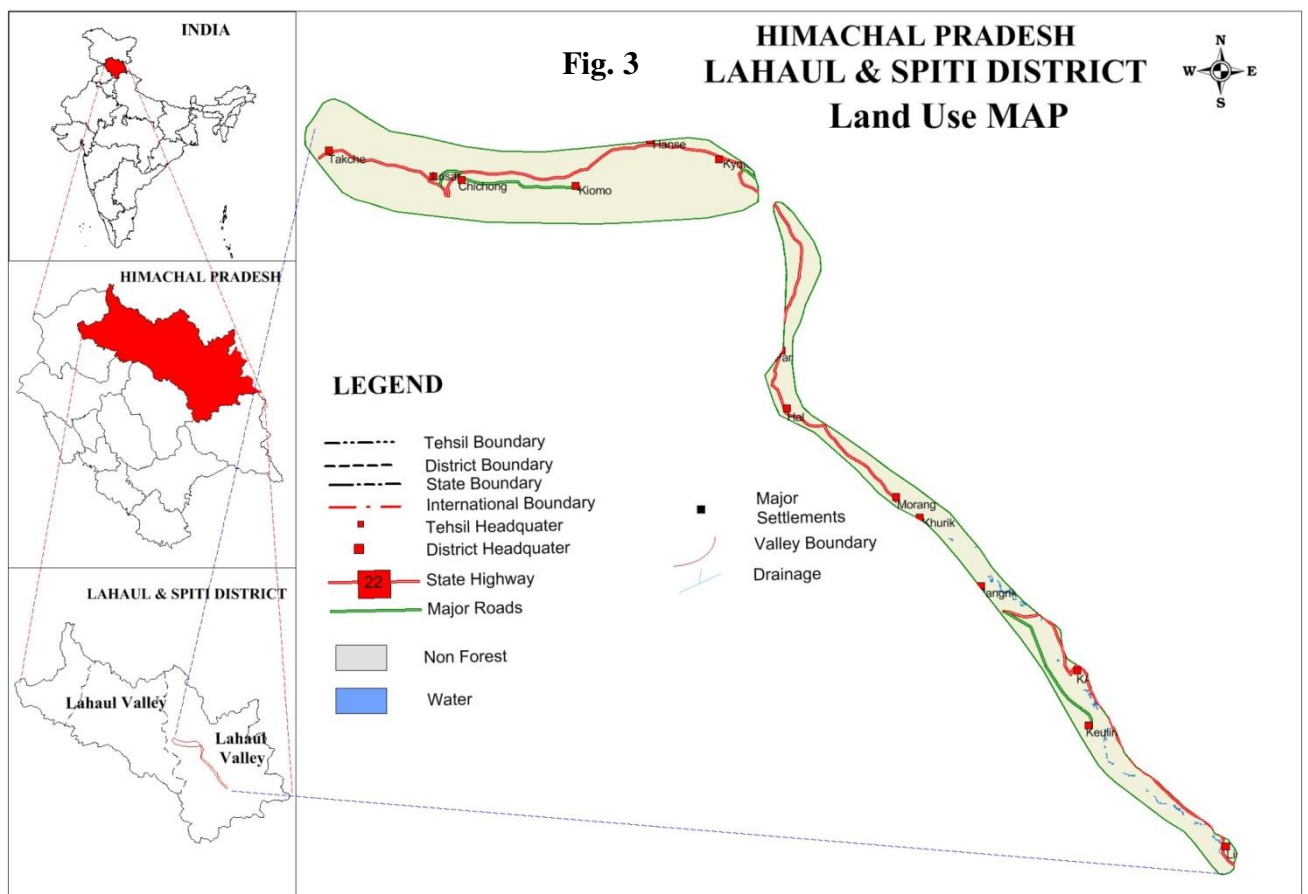 INDIA
Fig. 3
HIMACHAL PRADESH
LAHAUL & SPITI DISTRICT
Land Use MAP
N
W
E
S
Takche
Chichong
Kiomo
Hanse
HIMACHAL PRADESH
Hal
Morang
Khurik
LEGEND
Tehsil Boundary
District Boundary
State Boundary
International Boundary
Tehsil Headquater
District Headquater
22 State Highway
Major Roads
Non Forest
Water
Major
Settlements
Valley Boundary
Drainage
angrik
KA
Keulin
LAHAUL & SPITI DISTRICT
Lahaul Valley
Lahaul
Valley